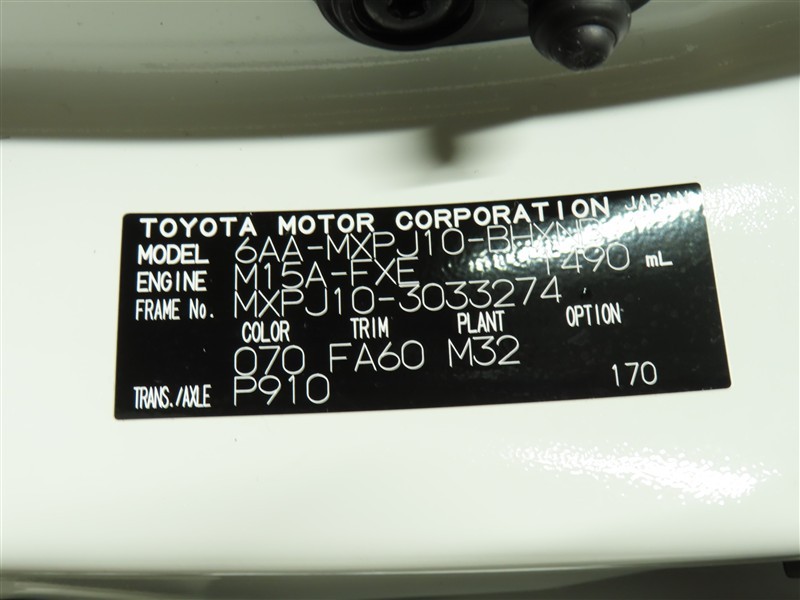 TOYOTA MOTOR CORPORATION JAPAN
MODEL 6AA-MXPJ10-BHXNB
ENGINE M15A-FXE 1490 mL
FRAME No. MXPJ10-3033274
COLOR TRIM PLANT OPTION
070 FA60 M32
TRANS./AXLE P910 170